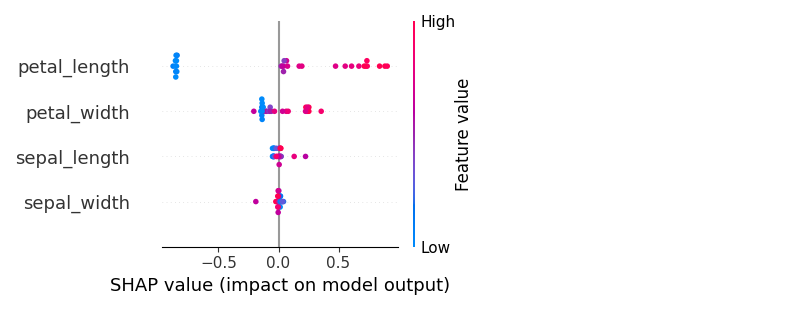 High
petal_length
petal_width
sepal_length
sepal_width
Feature value
Low
−0.5 0.0 0.5
SHAP value (impact on model output)